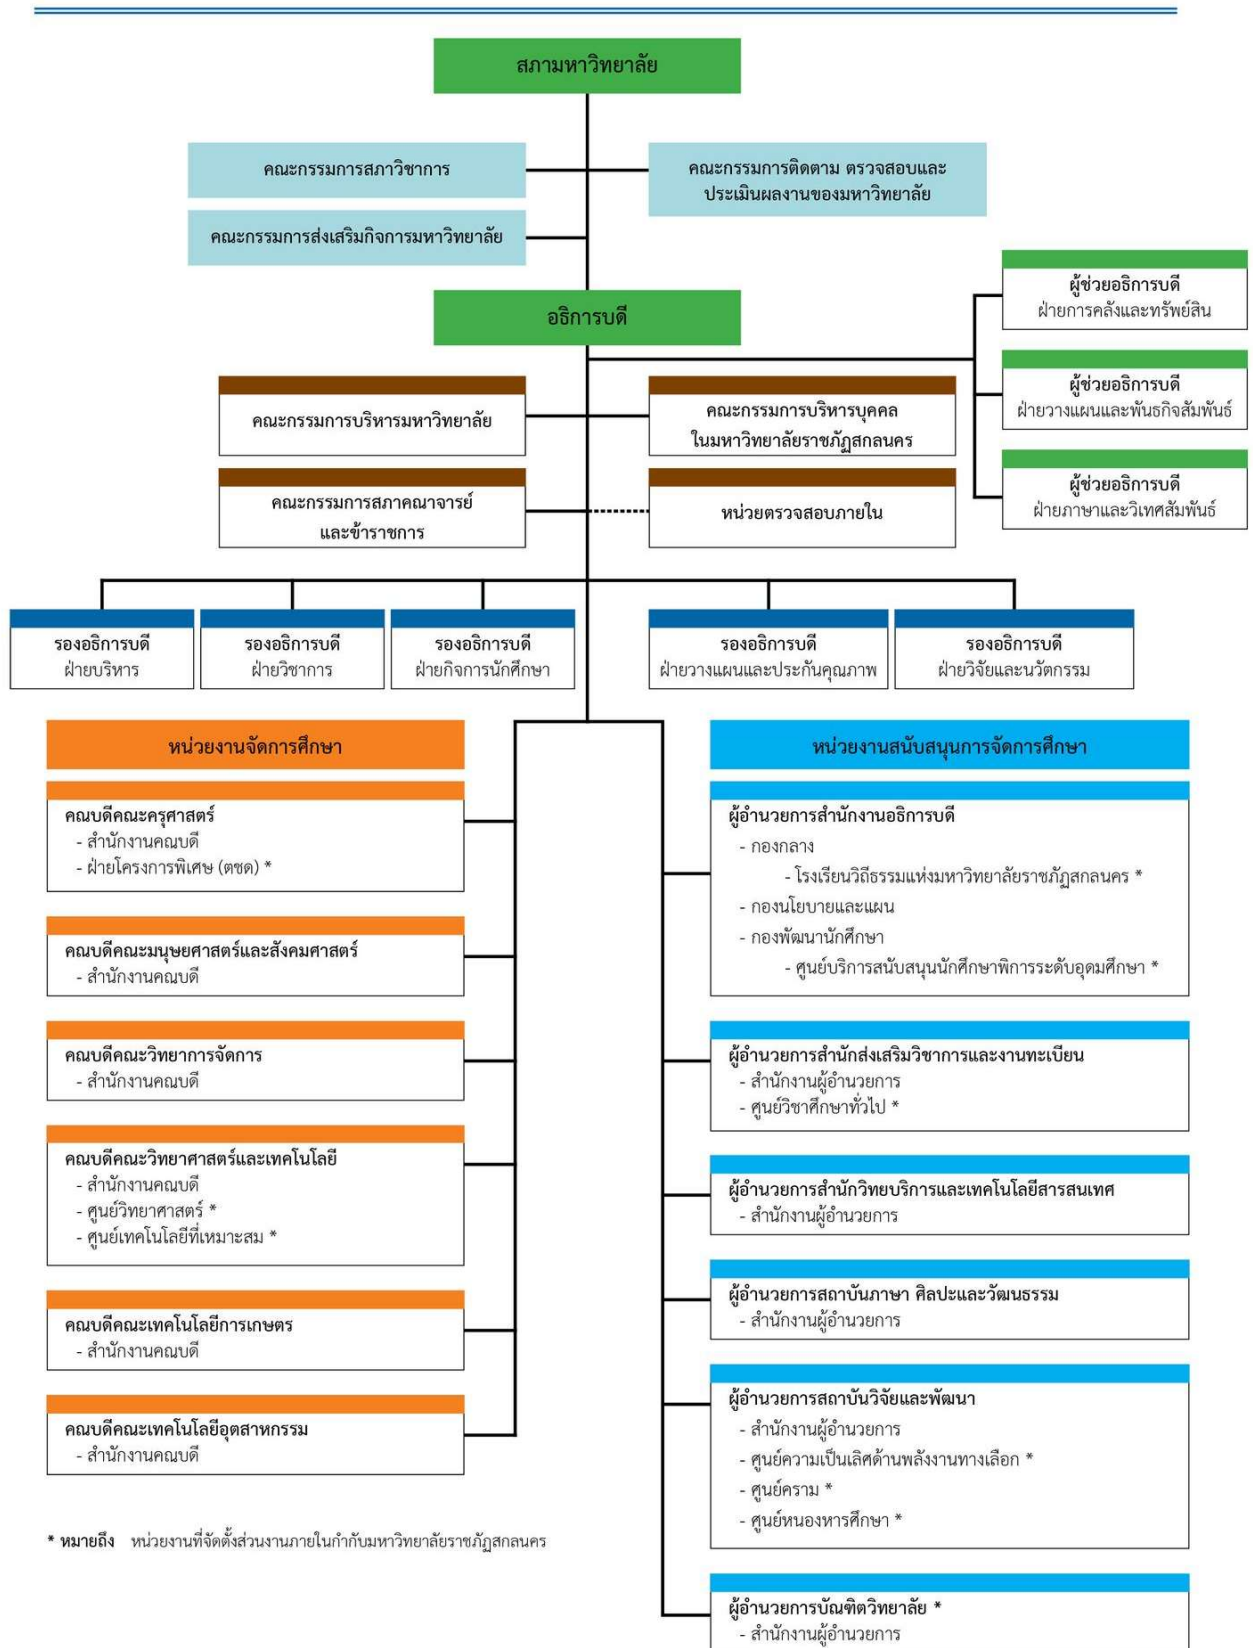 สภามหาวิทยาลัย
คณะกรรมการสภาวิชาการ
คณะกรรมการติดตาม ตรวจสอบและ
ประเมินผลงานของมหาวิทยาลัย
คณะกรรมการส่งเสริมกิจการมหาวิทยาลัย
อธิการบดี
ผู้ช่วยอธิการบดี
ฝ่ายการคลังและทรัพย์สิน
ผู้ช่วยอธิการบดี
ฝ่ายวางแผนและพันธกิจสัมพันธ์
ผู้ช่วยอธิการบดี
ฝ่ายภาษาและวิเทศสัมพันธ์
คณะกรรมการบริหารมหาวิทยาลัย
คณะกรรมการบริหารบุคคล
ในมหาวิทยาลัยราชภัฏสกลนคร
คณะกรรมการสภาคณาจารย์
และข้าราชการ
หน่วยตรวจสอบภายใน
รองอธิการบดี
ฝ่ายบริหาร
รองอธิการบดี
ฝ่ายวิชาการ
รองอธิการบดี
ฝ่ายกิจการนักศึกษา
รองอธิการบดี
ฝ่ายวางแผนและประกันคุณภาพ
รองอธิการบดี
ฝ่ายวิจัยและนวัตกรรม
หน่วยงานจัดการศึกษา
คณบดีคณะครุศาสตร์
- สำนักงานคณบดี
- ฝ่ายโครงการพิเศษ (ตชด) *
คณบดีคณะมนุษยศาสตร์และสังคมศาสตร์
- สำนักงานคณบดี
คณบดีคณะวิทยาการจัดการ
- สำนักงานคณบดี
คณบดีคณะวิทยาศาสตร์และเทคโนโลยี
- สำนักงานคณบดี
- ศูนย์วิทยาศาสตร์ *
- ศูนย์เทคโนโลยีที่เหมาะสม *
คณบดีคณะเทคโนโลยีการเกษตร
- สำนักงานคณบดี
คณบดีคณะเทคโนโลยีอุตสาหกรรม
- สำนักงานคณบดี
* หมายถึง หน่วยงานที่จัดตั้งส่วนงานภายในกำกับมหาวิทยาลัยราชภัฏสกลนคร
หน่วยงานสนับสนุนการจัดการศึกษา
ผู้อำนวยการสำนักงานอธิการบดี
- กองกลาง
- โรงเรียนวิถีธรรมแห่งมหาวิทยาลัยราชภัฏสกลนคร *
- กองนโยบายและแผน
- กองพัฒนานักศึกษา
- ศูนย์บริการสนับสนุนนักศึกษาพิการระดับอุดมศึกษา *
ผู้อำนวยการสำนักส่งเสริมวิชาการและงานทะเบียน
- สำนักงานผู้อำนวยการ
- ศูนย์วิชาศึกษาทั่วไป *
ผู้อำนวยการสำนักวิทยบริการและเทคโนโลยีสารสนเทศ
- สำนักงานผู้อำนวยการ
ผู้อำนวยการสถาบันภาษา ศิลปะและวัฒนธรรม
- สำนักงานผู้อำนวยการ
ผู้อำนวยการสถาบันวิจัยและพัฒนา
- สำนักงานผู้อำนวยการ
- ศูนย์ความเป็นเลิศด้านพลังงานทางเลือก *
- ศูนย์คราม *
- ศูนย์หนองหารศึกษา *
ผู้อำนวยการบัณฑิตวิทยาลัย *
- สำนักงานผู้อำนวยการ